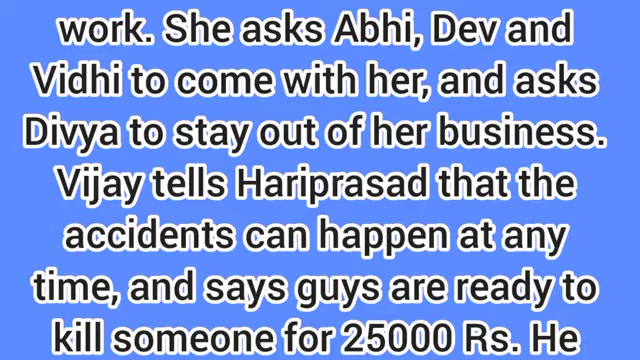 work. She asks Abhi, Dev and
Vidhi to come with her, and asks
Divya to stay out of her business.
Vijay tells Hariprasad that the
accidents can happen at any
time, and says guys are ready to
kill someone for 25000 Rs. He